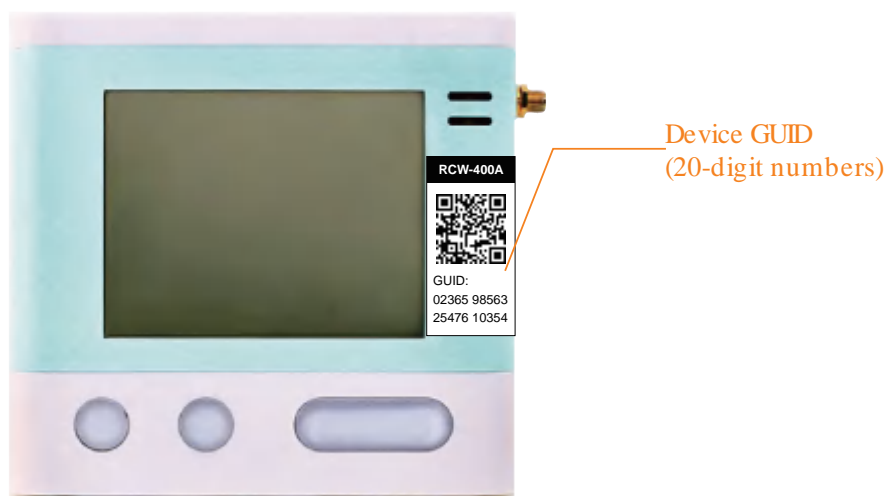 RCW-400A
GUID:
02365 98563
25476 10354
Device GUID
(20-digit numbers)